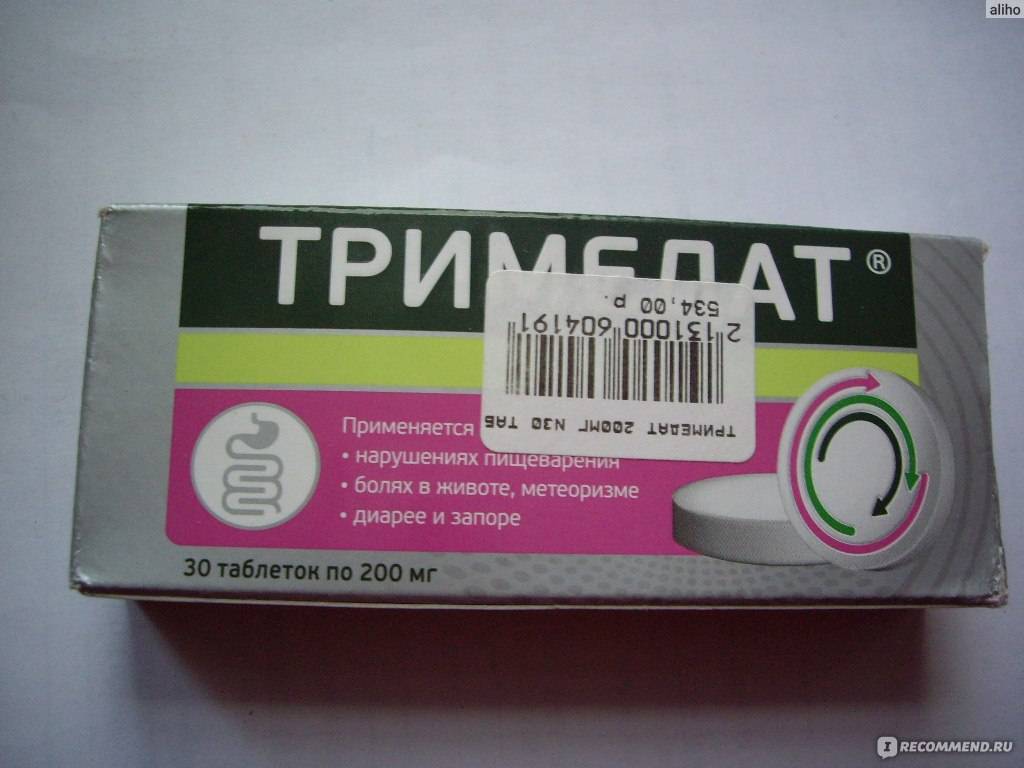 aliho
ТРИМЕДАТ®
534,00 р.
2 131000 604191
ТРИМЕДАТ 200МГ N30 ТАБ
Применяется
• нарушениях пищеварения
• болях в животе, метеоризме
• диарее и запоре
30 таблеток по 200 мг
IRECOMMEND.RU